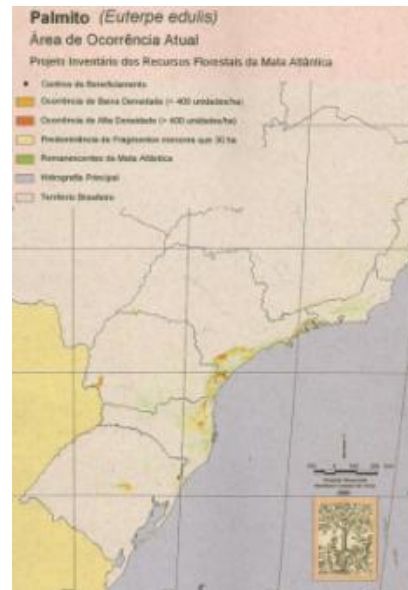 Palmito (Euterpe edulis)
Área de Ocorrência Atual
Projeto Inventário dos Recursos Florestais da Mata Atlântica
Centros de Beneficiamento
Ocorrência de Baixa Densidade (< 400 unidades/ha)
Ocorrência de Alta Densidade (> 400 unidades/ha)
Predominância de Fragmentos menores que 30 ha
Remanescentes da Mata Atlântica
Hidrografia Principal
Território Brasileiro